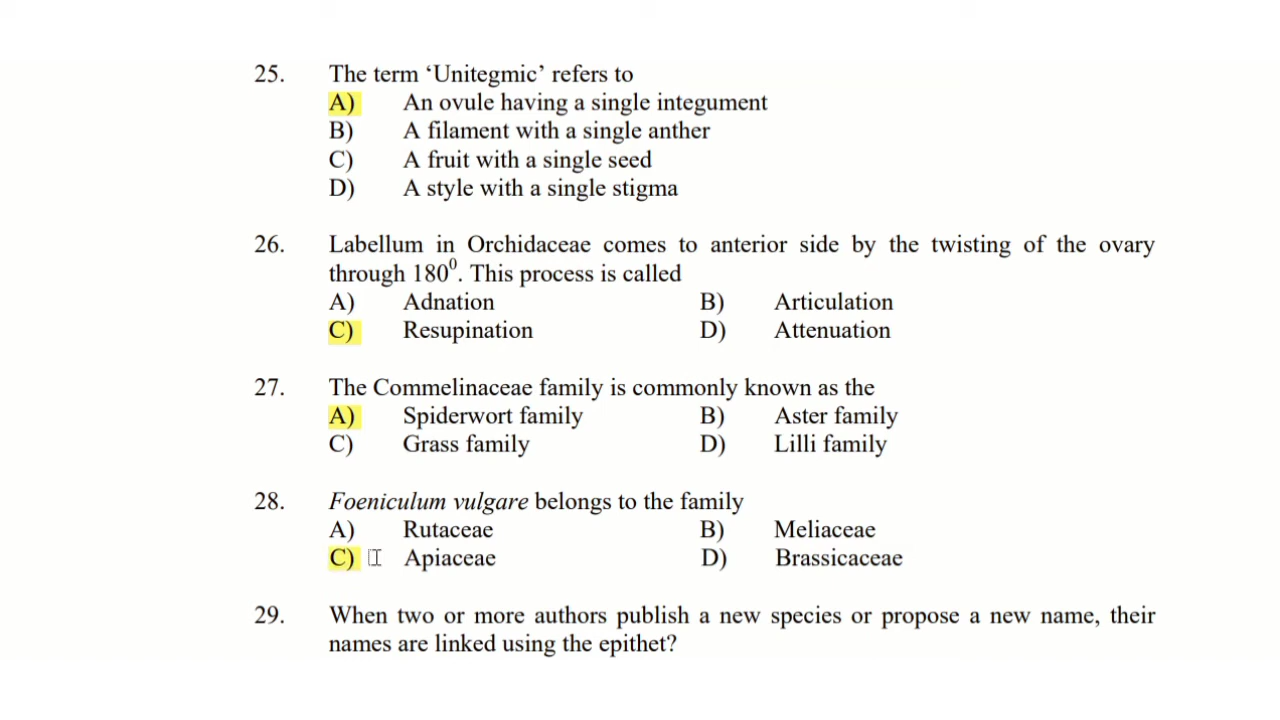 25. The term ‘Unitegmic’ refers to
A) An ovule having a single integument
B) A filament with a single anther
C) A fruit with a single seed
D) A style with a single stigma
26. Labellum in Orchidaceae comes to anterior side by the twisting of the ovary
through 180⁰. This process is called
A) Adnation B) Articulation
C) Resupination D) Attenuation
27. The Commelinaceae family is commonly known as the
A) Spiderwort family B) Aster family
C) Grass family D) Lilli family
28. Foeniculum vulgare belongs to the family
A) Rutaceae B) Meliaceae
C) Apiaceae D) Brassicaceae
29. When two or more authors publish a new species or propose a new name, their
names are linked using the epithet?